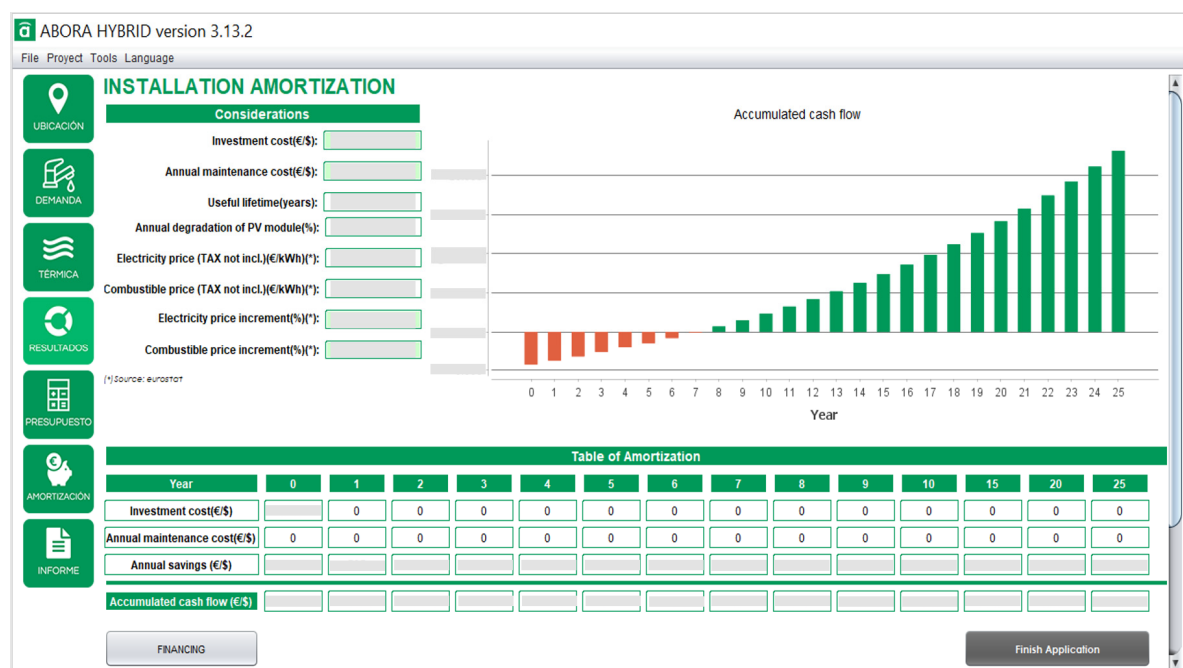 ABORA HYBRID version 3.13.2
File Proyect Tools Language
UBICACIÓN
DEMANDA
TÉRMICA
RESULTADOS
PRESUPUESTO
AMORTIZACIÓN
INFORME
INSTALLATION AMORTIZATION
Considerations
Investment cost(€/$):
Annual maintenance cost(€/$):
Useful lifetime(years):
Annual degradation of PV module(%):
Electricity price (TAX not incl.)(€/kWh)(*):
Combustible price (TAX not incl.)(€/kWh)(*):
Electricity price increment(%)(*):
Combustible price increment(%)(*):
(*)Source: eurostat
Accumulated cash flow
0 1 2 3 4 5 6 7 8 9 10 11 12 13 14 15 16 17 18 19 20 21 22 23 24 25
Year
Table of Amortization
Year 0 1 2 3 4 5 6 7 8 9 10 15 20 25
Investment cost(€/$) 0 0 0 0 0 0 0 0 0 0 0 0 0
Annual maintenance cost(€/$) 0 0 0 0 0 0 0 0 0 0 0 0 0 0
Annual savings (€/$)
Accumulated cash flow (€/$)
FINANCING
Finish Application